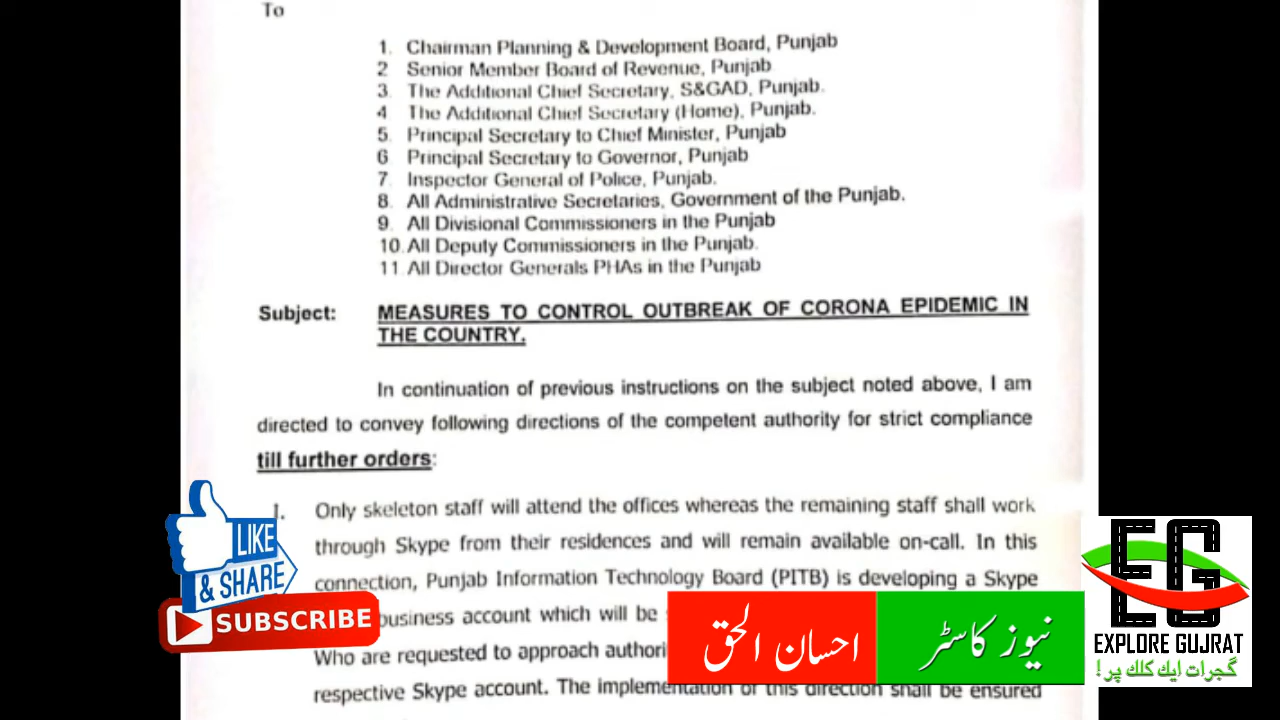 To
1. Chairman Planning & Development Board, Punjab
2 Senior Member Board of Revenue, Punjab
3. The Additional Chief Secretary, S&GAD, Punjab.
4 The Additional Chief Secretary (Home), Punjab.
5. Principal Secretary to Chief Minister, Punjab
6. Principal Secretary to Governor, Punjab
7. Inspector General of Police, Punjab.
8. All Administrative Secretaries, Government of the Punjab.
9. All Divisional Commissioners in the Punjab
10. All Deputy Commissioners in the Punjab.
11. All Director Generals PHAs in the Punjab
Subject: MEASURES TO CONTROL OUTBREAK OF CORONA EPIDEMIC IN
THE COUNTRY.
In continuation of previous instructions on the subject noted above, I am
directed to convey following directions of the competent authority for strict compliance
till further orders:
1. Only skeleton staff will attend the offices whereas the remaining staff shall work
through Skype from their residences and will remain available on-call. In this
connection, Punjab Information Technology Board (PITB) is developing a Skype
business account which will be
Who are requested to approach
respective Skype account. The implementation of this direction shall be ensured
LIKE
& SHARE
SUBSCRIBE
احسان الحق
نیوز کاسٹر
EG
EXPLORE GUJRAT
گجرات ایک کلک پر!